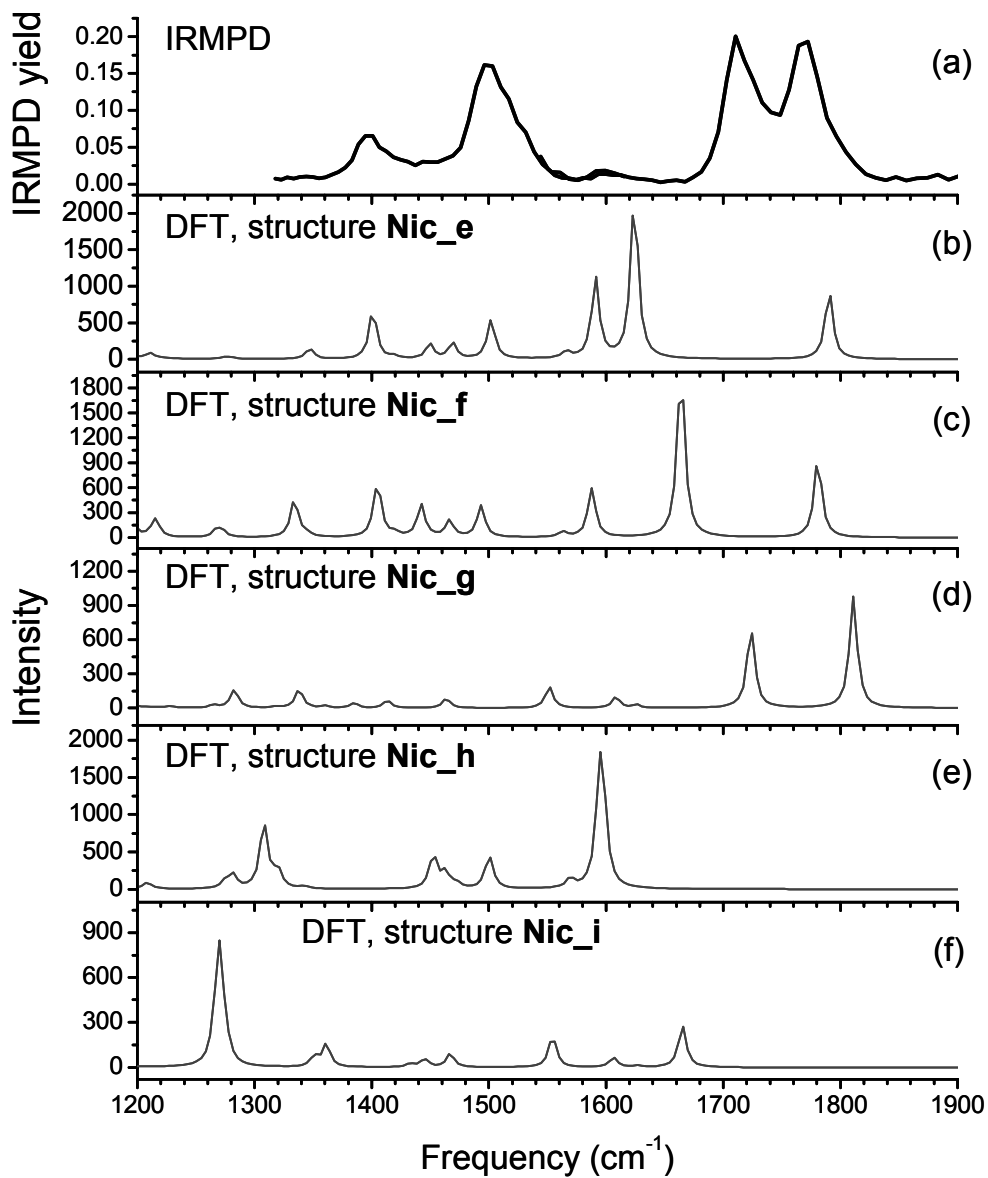 IRMPD yield
0.20
0.15
0.10
0.05
0.00
IRMPD
(a)
2000
1500
1000
500
0
DFT, structure Nic_e
(b)
1800
1500
1200
900
600
300
0
DFT, structure Nic_f
(c)
Intensity
1200
900
600
300
0
DFT, structure Nic_g
(d)
2000
1500
1000
500
0
DFT, structure Nic_h
(e)
900
600
300
0
DFT, structure Nic_i
(f)
1200 1300 1400 1500 1600 1700 1800 1900
Frequency (cm⁻¹)